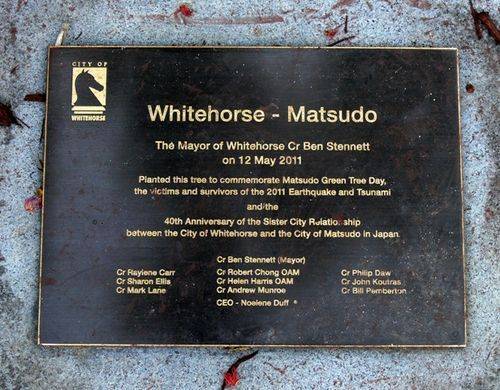 CITY OF
WHITEHORSE
Whitehorse - Matsudo
The Mayor of Whitehorse Cr Ben Stennett
on 12 May 2011
Planted this tree to commemorate Matsudo Green Tree Day,
the victims and survivors of the 2011 Earthquake and Tsunami
and the
40th Anniversary of the Sister City Relationship
between the City of Whitehorse and the City of Matsudo in Japan.
Cr Ben Stennett (Mayor)
Cr Raylene Carr Cr Robert Chong OAM Cr Philip Daw
Cr Sharon Ellis Cr Helen Harris OAM Cr John Koutras
Cr Mark Lane Cr Andrew Munroe Cr Bill Pemberton
CEO - Noelene Duff